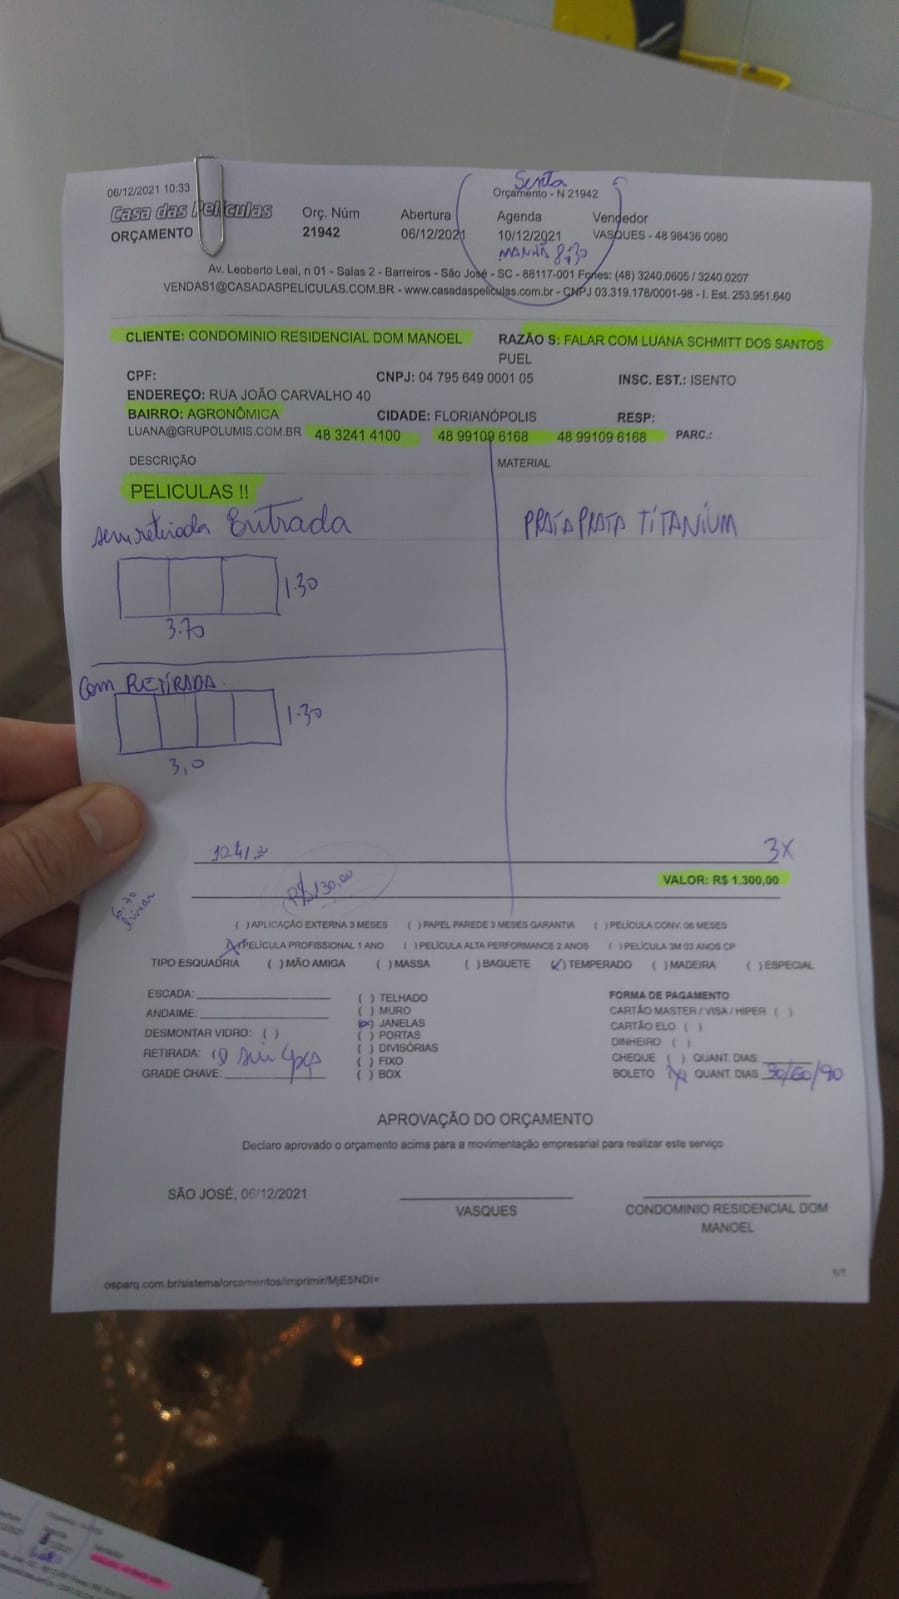 06/12/2021 10:33
Sexta
Orçamento - N 21942
Casa das Películas
ORÇAMENTO
Orç. Núm
21942
Abertura
06/12/2021
Agenda
10/12/2021
MANHÃ 8:30
Vendedor
VASQUES - 48 98436 0080
Av. Leoberto Leal, n 01 - Salas 2 - Barreiros - São José - SC - 88117-001 Fones: (48) 3240.0605 / 3240.0207
VENDAS1@CASADASPELICULAS.COM.BR - www.casadaspeliculas.com.br - CNPJ 03.319.178/0001-98 - I. Est. 253.951.640
CLIENTE: CONDOMINIO RESIDENCIAL DOM MANOEL
RAZÃO S: FALAR COM LUANA SCHMITT DOS SANTOS
PUEL
CPF: CNPJ: 04 795 649 0001 05 INSC. EST.: ISENTO
ENDEREÇO: RUA JOÃO CARVALHO 40
BAIRRO: AGRONÔMICA CIDADE: FLORIANÓPOLIS RESP:
LUANA@GRUPOLUMIS.COM.BR 48 3241 4100 48 99109 6168 48 99109 6168 PARC.:
DESCRIÇÃO MATERIAL
PELICULAS !!
sem retirada Entrada
PRATA PRATA TITANIUM
1.30
3.70
Com RETIRADA
1.30
3,0
1241
3X
R$130,00
VALOR: R$ 1.300,00
6.70
linear
( ) APLICAÇÃO EXTERNA 3 MESES ( ) PAPEL PAREDE 3 MESES GARANTIA ( ) PELÍCULA CONV. 06 MESES
(X) PELÍCULA PROFISSIONAL 1 ANO ( ) PELÍCULA ALTA PERFORMANCE 2 ANOS ( ) PELÍCULA 3M 03 ANOS CP
TIPO ESQUADRIA ( ) MÃO AMIGA ( ) MASSA ( ) BAGUETE (✓) TEMPERADO ( ) MADEIRA ( ) ESPECIAL
ESCADA:
ANDAIME:
DESMONTAR VIDRO: ( )
RETIRADA: ( ) sim 4pçs
GRADE CHAVE:
( ) TELHADO
( ) MURO
(x) JANELAS
( ) PORTAS
( ) DIVISÓRIAS
( ) FIXO
( ) BOX
FORMA DE PAGAMENTO
CARTÃO MASTER / VISA / HIPER ( )
CARTÃO ELO ( )
DINHEIRO ( )
CHEQUE ( ) QUANT. DIAS
BOLETO (X) QUANT. DIAS 30/60/90
APROVAÇÃO DO ORÇAMENTO
Declaro aprovado o orçamento acima para a movimentação empresarial para realizar este serviço
SÃO JOSÉ, 06/12/2021
VASQUES
CONDOMINIO RESIDENCIAL DOM
MANOEL
osparq.com.br/sistema/orcamentos/imprimir/MjE5NDI=
1/1